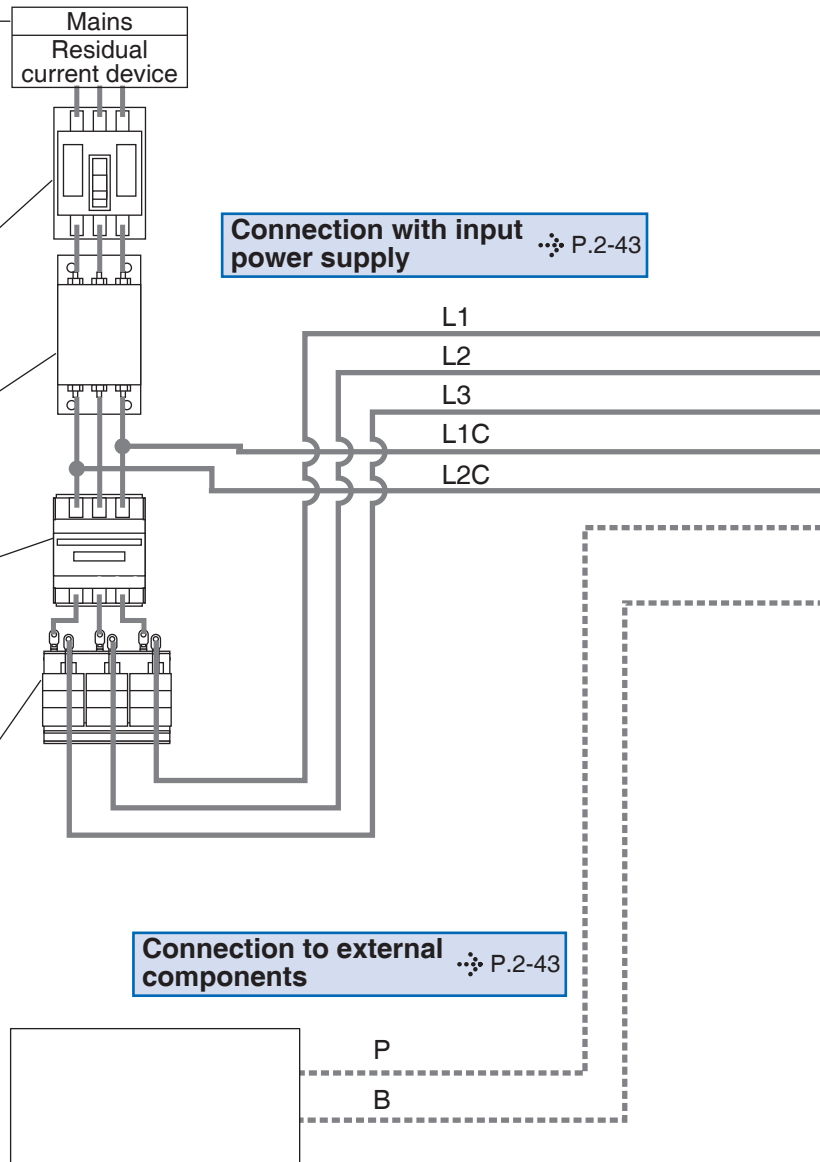 Mains
Residual
current device
Connection with input
power supply
P.2-43
L1
L2
L3
L1C
L2C
Connection to external
components
P.2-43
P
B